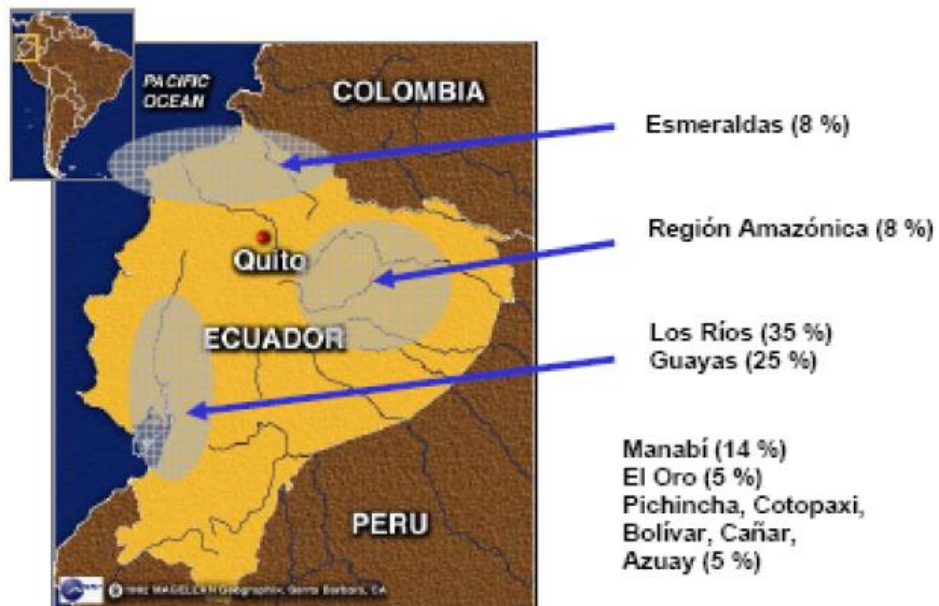 PACIFIC
OCEAN
COLOMBIA
Quito
ECUADOR
PERU
© 1992 MAGELLAN Geographix, Santa Barbara, CA
Esmeraldas (8 %)
Región Amazónica (8 %)
Los Ríos (35 %)
Guayas (25 %)
Manabí (14 %)
El Oro (5 %)
Pichincha, Cotopaxi,
Bolívar, Cañar,
Azuay (5 %)